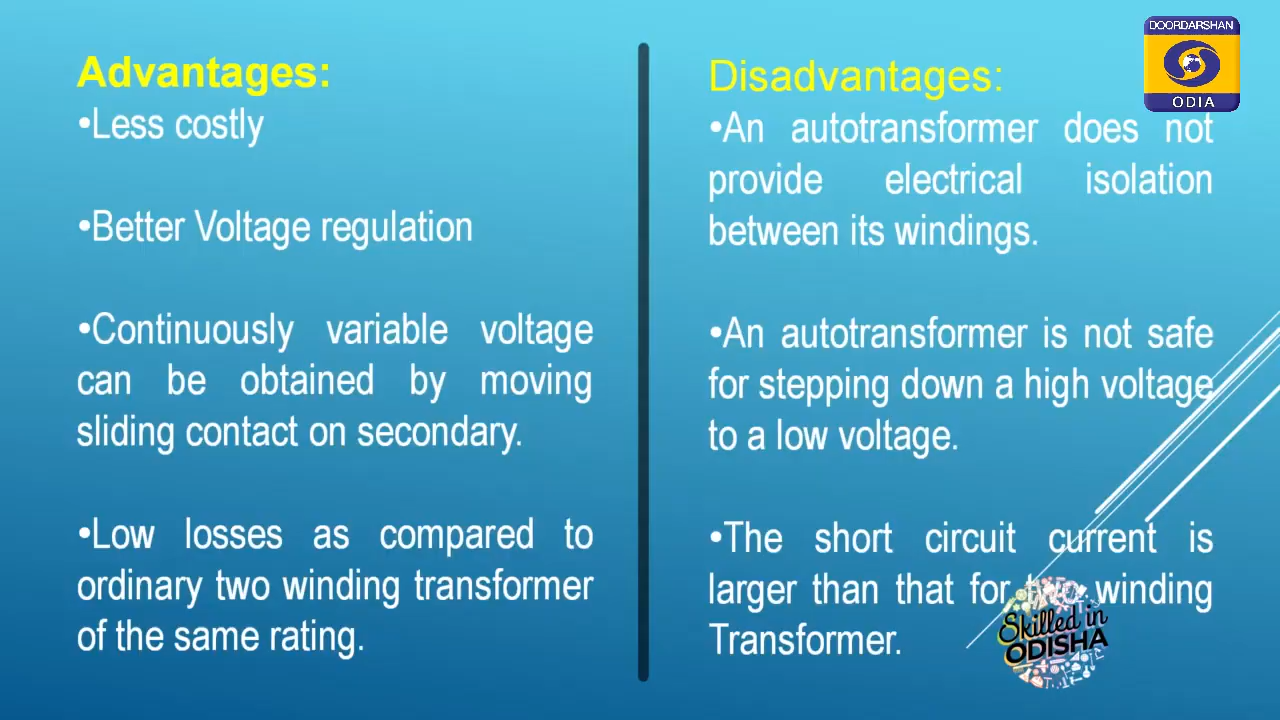 Advantages:
•Less costly
•Better Voltage regulation
•Continuously variable voltage
can be obtained by moving
sliding contact on secondary.
•Low losses as compared to
ordinary two winding transformer
of the same rating.
Disadvantages:
•An autotransformer does not
provide electrical isolation
between its windings.
•An autotransformer is not safe
for stepping down a high voltage
to a low voltage.
•The short circuit current is
larger than that for two winding
Transformer.
DOORDARSHAN
ODIA
Skilled in
ODISHA